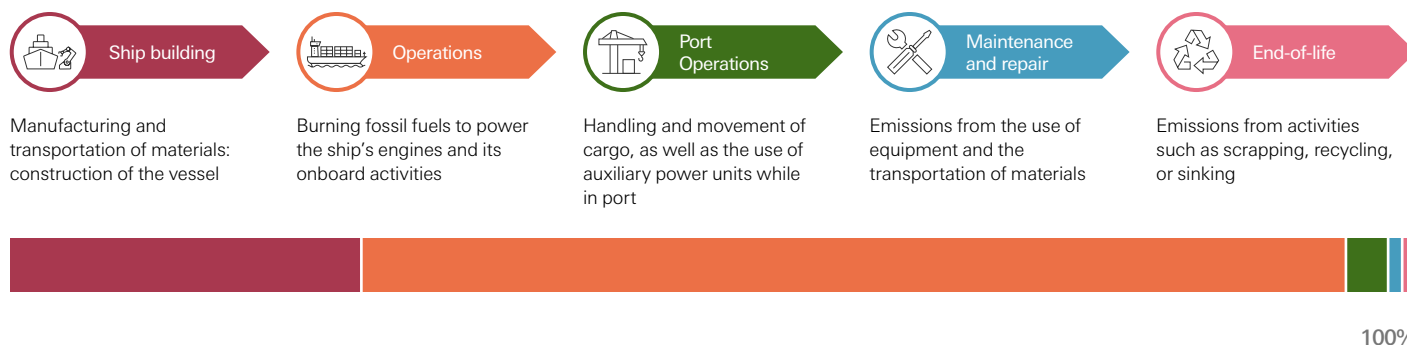 Ship building
Operations
Port
Operations
Maintenance
and repair
End-of-life
Manufacturing and
transportation of materials:
construction of the vessel
Burning fossil fuels to power
the ship’s engines and its
onboard activities
Handling and movement of
cargo, as well as the use of
auxiliary power units while
in port
Emissions from the use of
equipment and the
transportation of materials
Emissions from activities
such as scrapping, recycling,
or sinking
100%